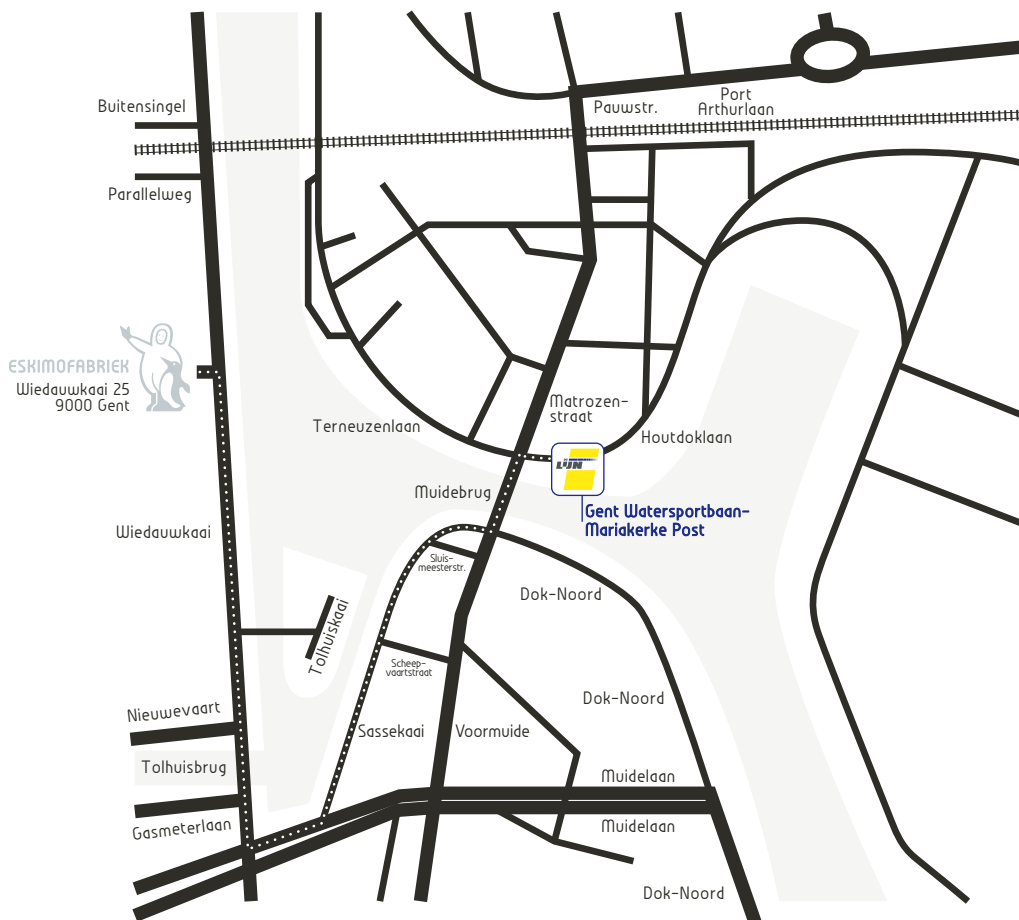 Buitensingel
Pauwstr.
Port
Arthurlaan
Parallelweg
ESKIMOFABRIEK
Wiedauwkaai 25
9000 Gent
Terneuzenlaan
Matrozen-
straat
Houtdoklaan
LIJN
Muidebrug
Gent Watersportbaan-
Mariakerke Post
Wiedauwkaai
Sluis-
meesterstr.
Dok-Noord
Tolhuiskaai
Scheep-
vaartstraat
Dok-Noord
Nieuwevaart
Sassekaai
Voormuide
Tolhuisbrug
Muidelaan
Gasmeterlaan
Muidelaan
Dok-Noord